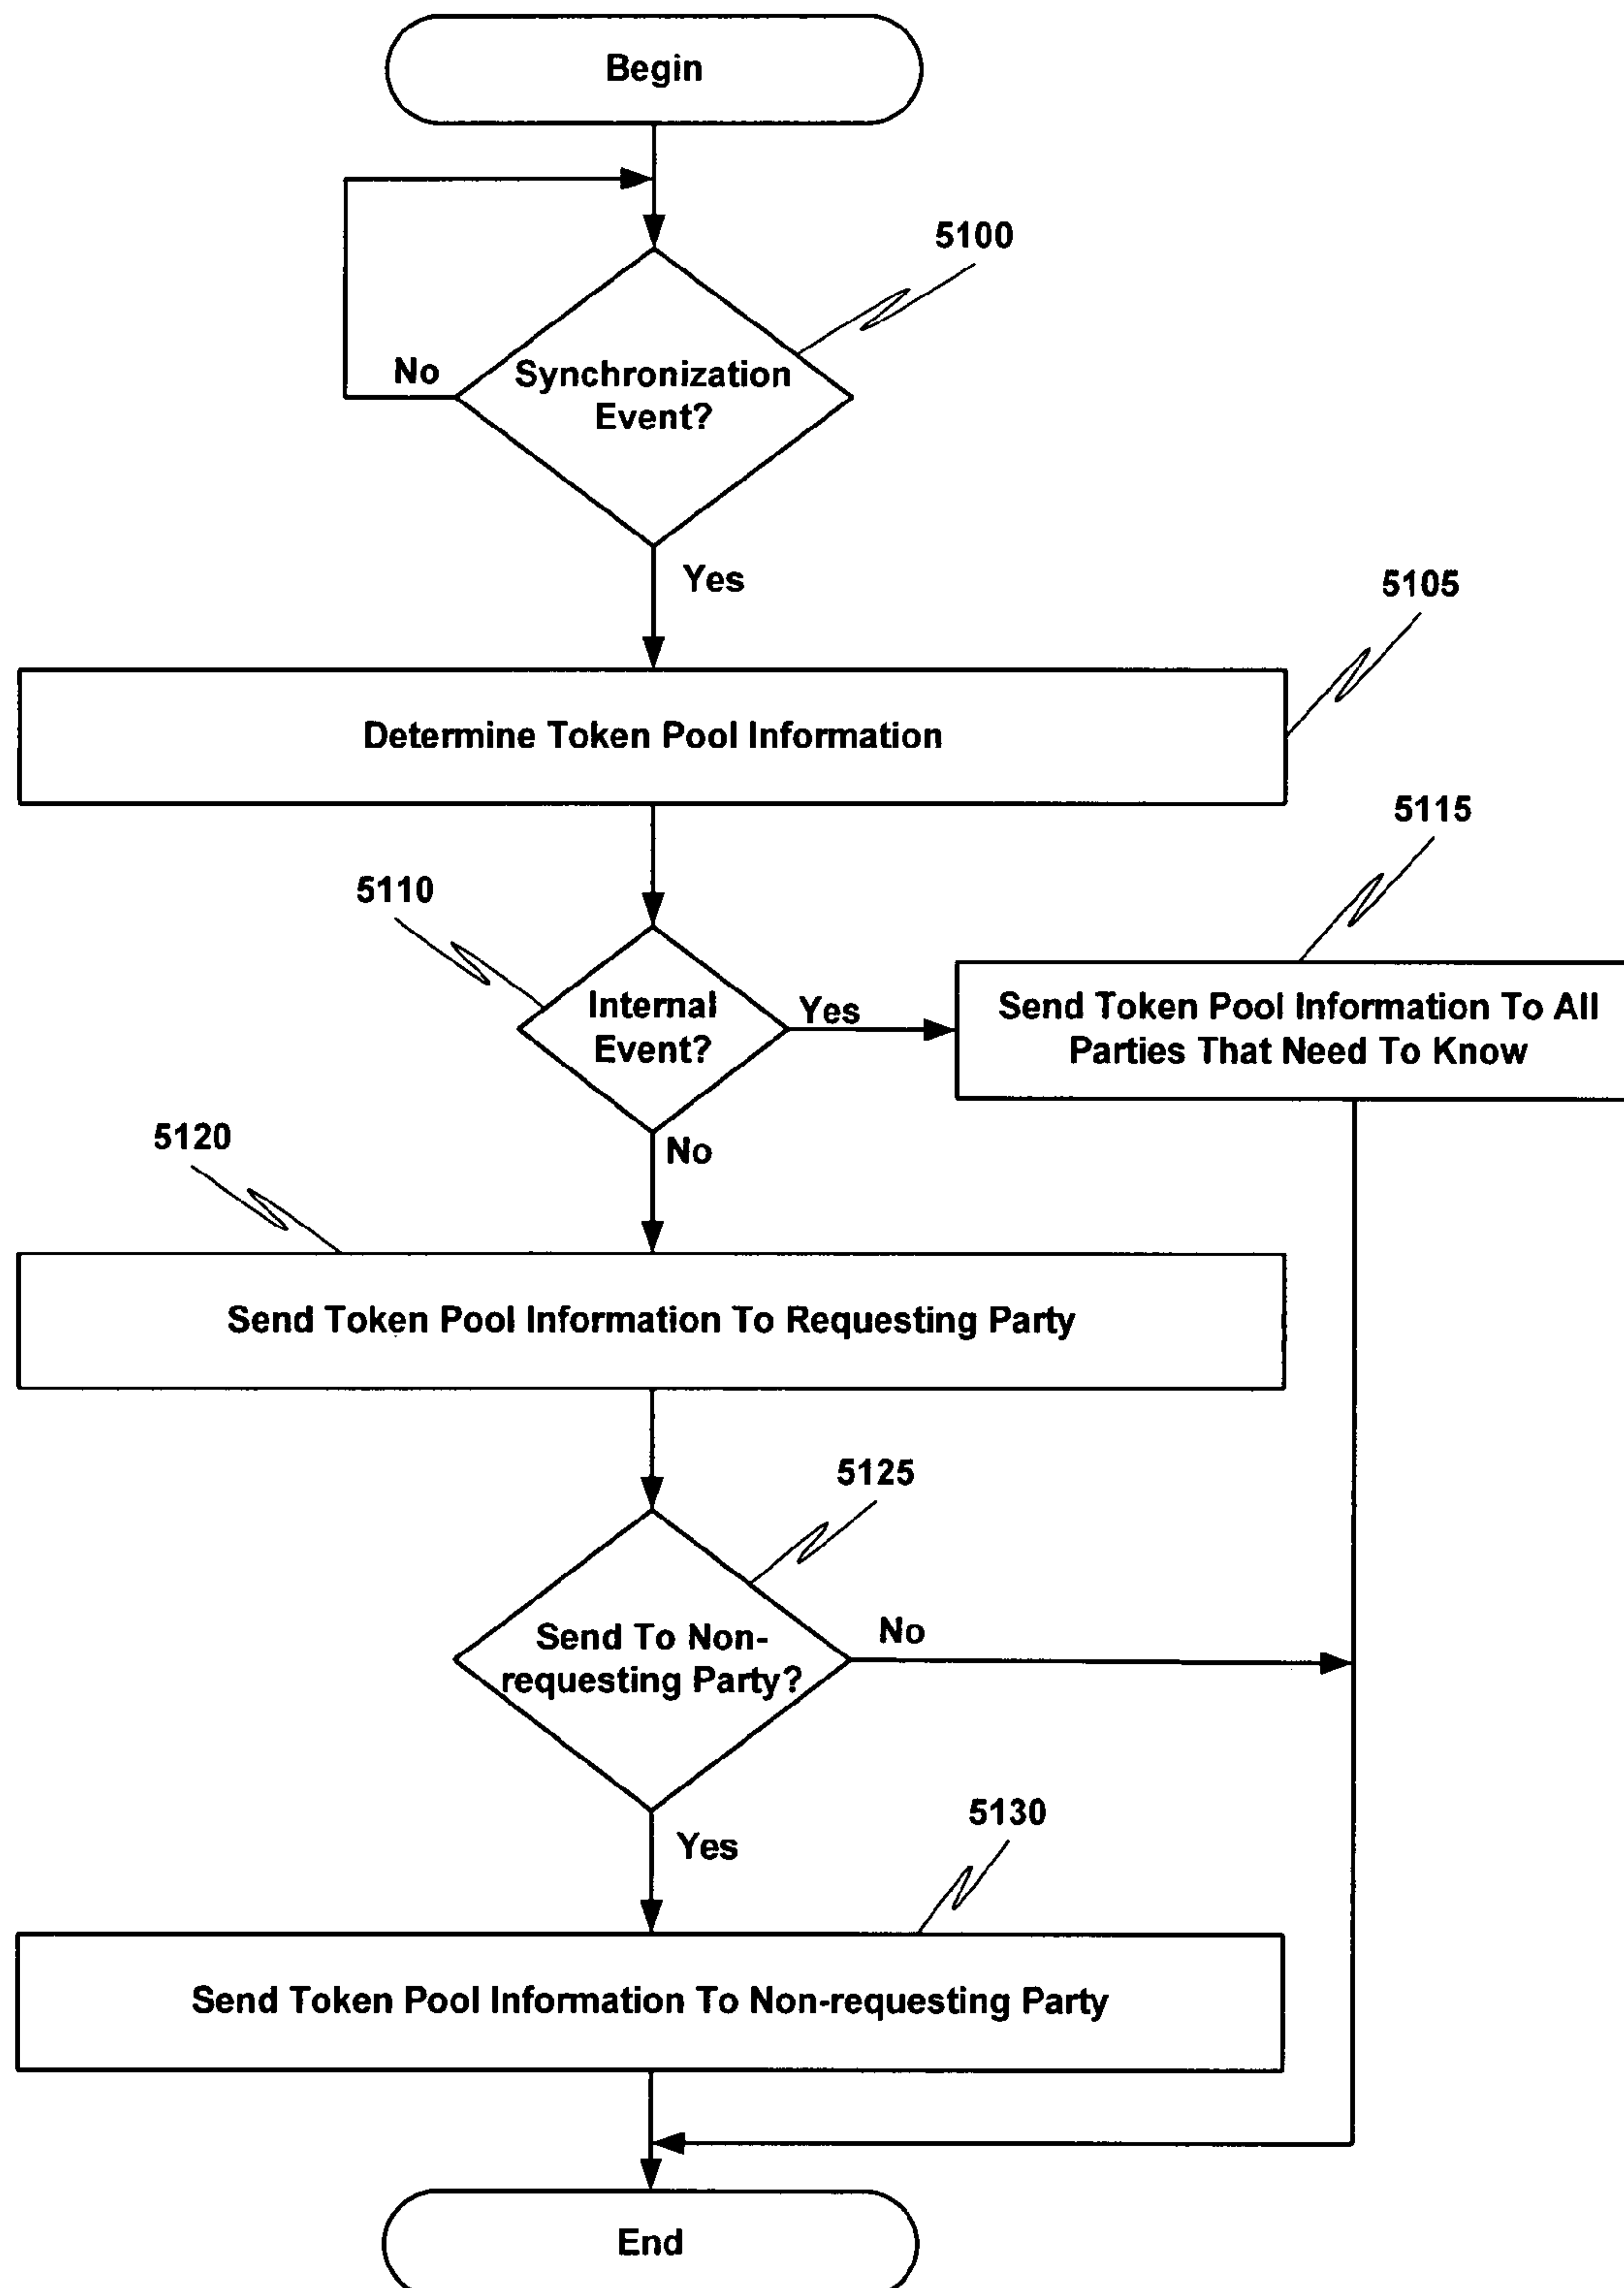 Begin
5100
No
Synchronization
Event?
Yes
5105
Determine Token Pool Information
5115
5110
Internal
Event?
Yes
Send Token Pool Information To All
Parties That Need To Know
No
5120
Send Token Pool Information To Requesting Party
5125
Send To Non-
requesting Party?
No
5130
Yes
Send Token Pool Information To Non-requesting Party
End